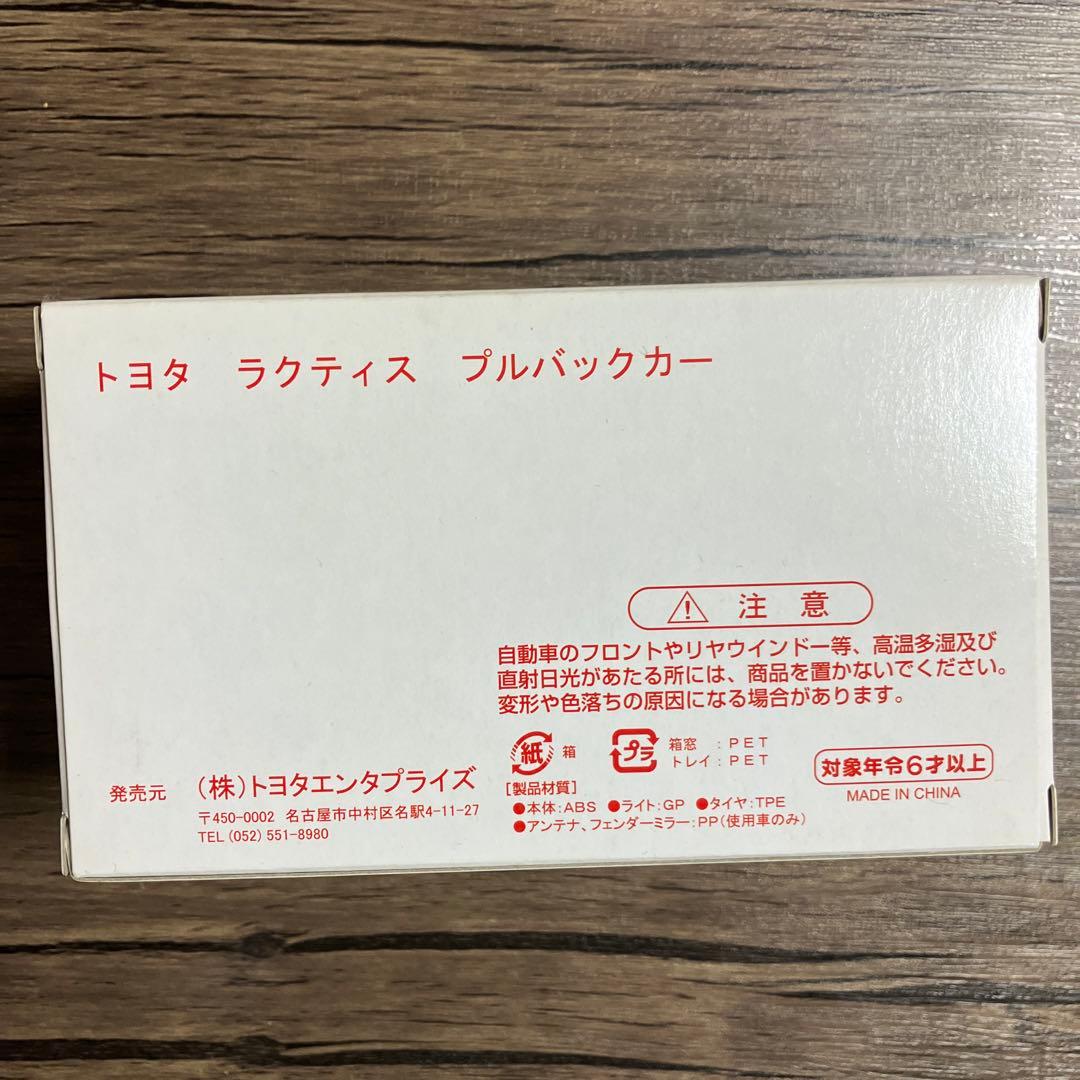 トヨタ ラクティス プルバックカー
注 意
自動車のフロントやリヤウインドー等、高温多湿及び
直射日光があたる所には、商品を置かないでください。
変形や色落ちの原因になる場合があります。
紙 箱
プラ 箱窓 : PET
トレイ : PET
対象年令6才以上
MADE IN CHINA
[製品材質]
●本体:ABS ●ライト:GP ●タイヤ:TPE
●アンテナ、フェンダーミラー:PP(使用車のみ)
発売元 (株)トヨタエンタプライズ
〒450-0002 名古屋市中村区名駅4-11-27
TEL(052)551-8980